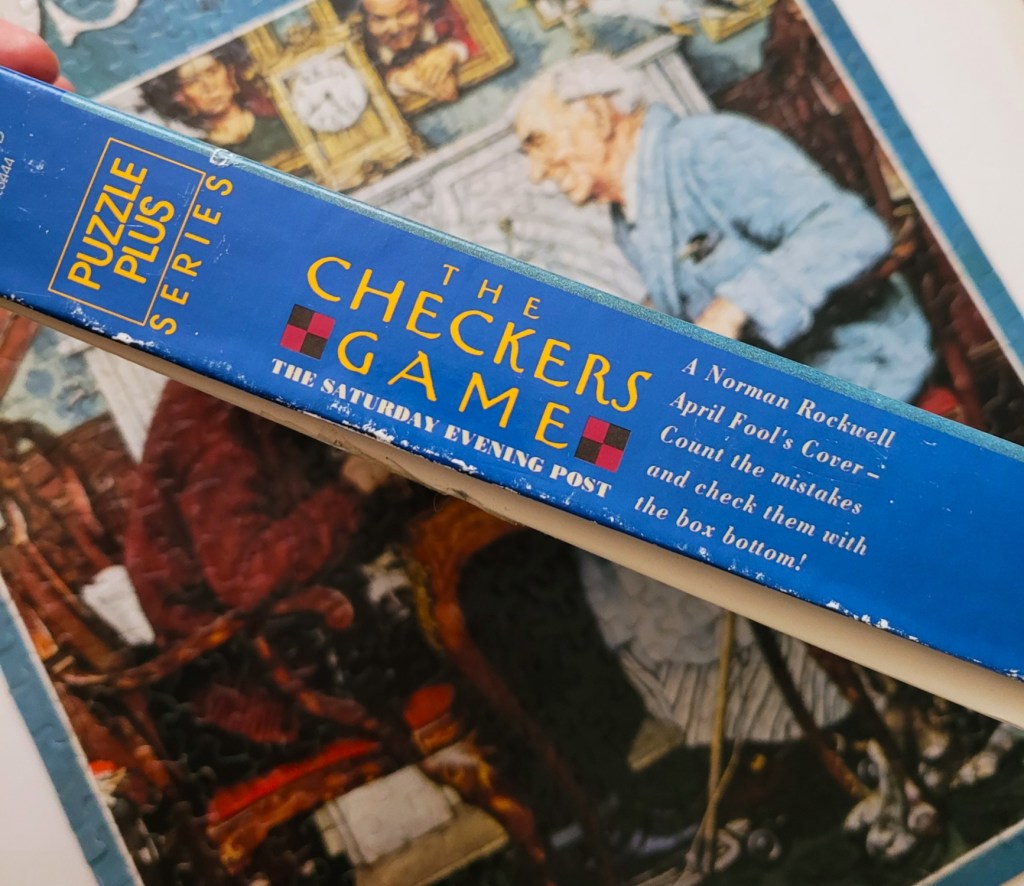 PUZZLE
PLUS
SERIES
THE
CHECKERS
GAME
THE SATURDAY EVENING POST
A Norman Rockwell
April Fool's Cover –
Count the mistakes
and check them with
the box bottom!